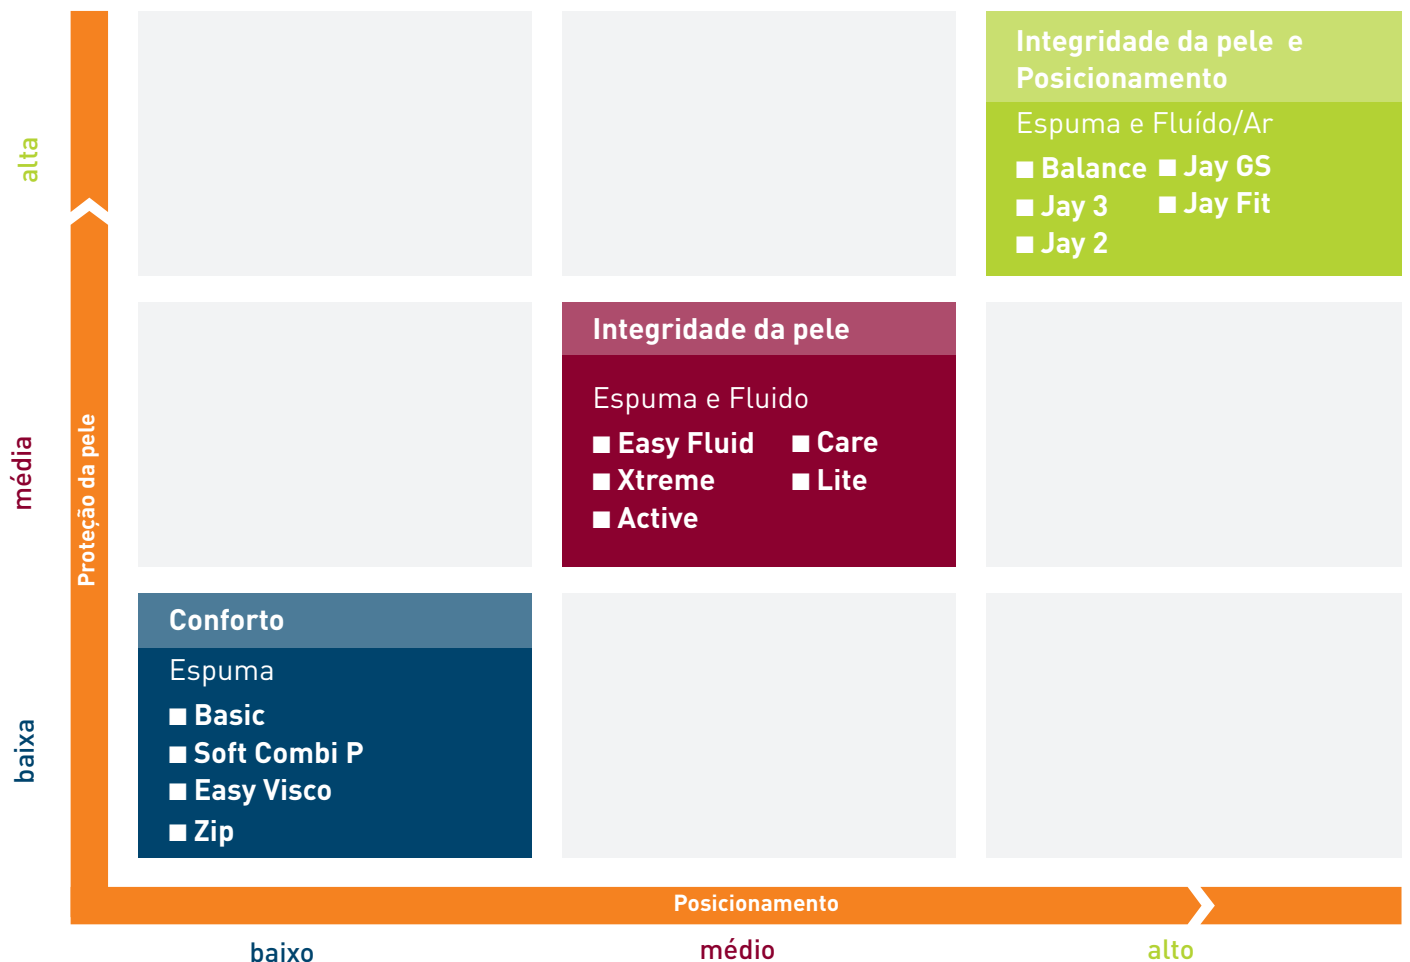 Integridade da pele e
Posicionamento
Espuma e Fluído/Ar
■ Balance ■ Jay GS
■ Jay 3 ■ Jay Fit
■ Jay 2
alta
Integridade da pele
Espuma e Fluido
■ Easy Fluid ■ Care
■ Xtreme ■ Lite
■ Active
média
Proteção da pele
Conforto
Espuma
■ Basic
■ Soft Combi P
■ Easy Visco
■ Zip
baixa
Posicionamento
baixo médio alto